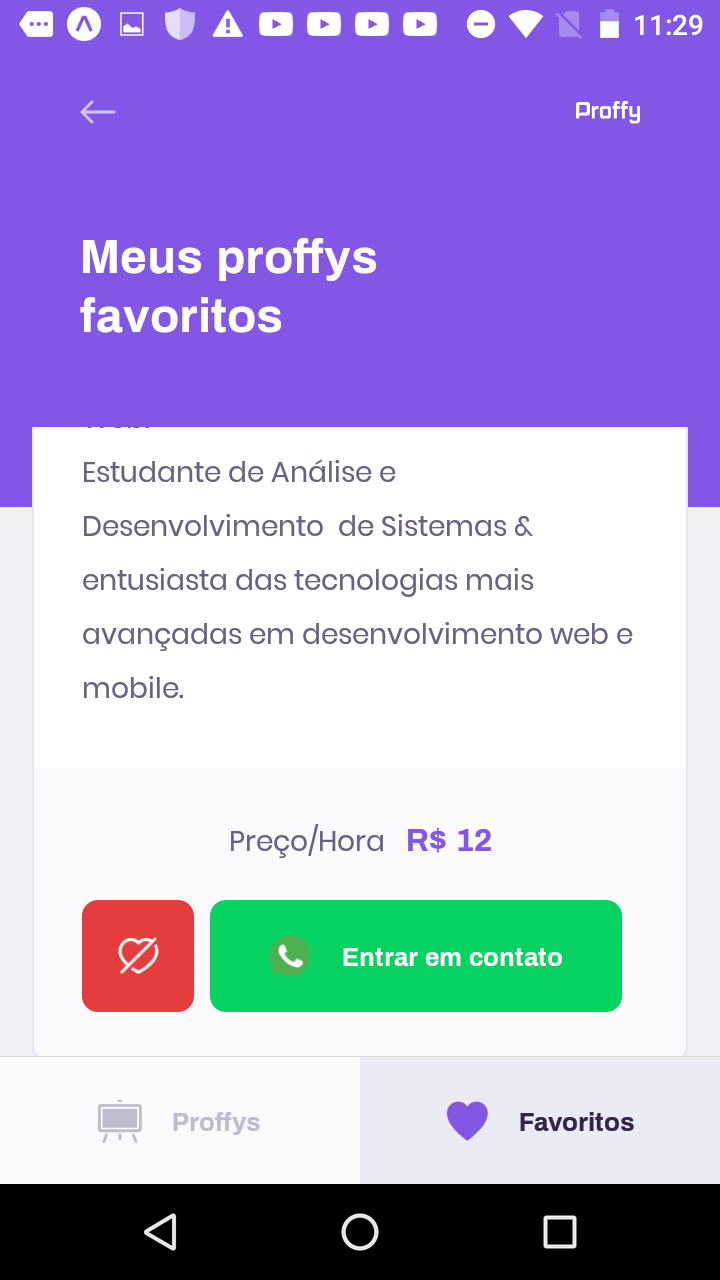 11:29
Proffy
Meus proffys
favoritos
Estudante de Análise e
Desenvolvimento  de Sistemas &
entusiasta das tecnologias mais
avançadas em desenvolvimento web e
mobile.
Preço/Hora R$ 12
Entrar em contato
Proffys
Favoritos